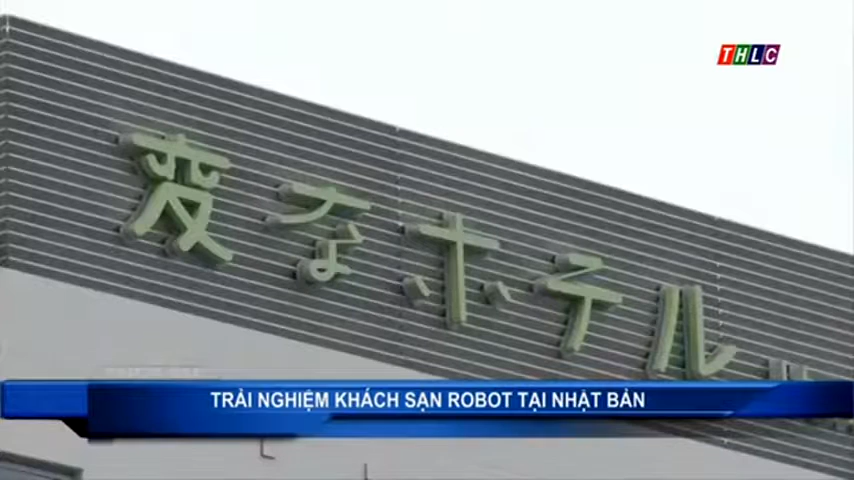 THLC
変なホテル
TRẢI NGHIỆM KHÁCH SẠN ROBOT TẠI NHẬT BẢN